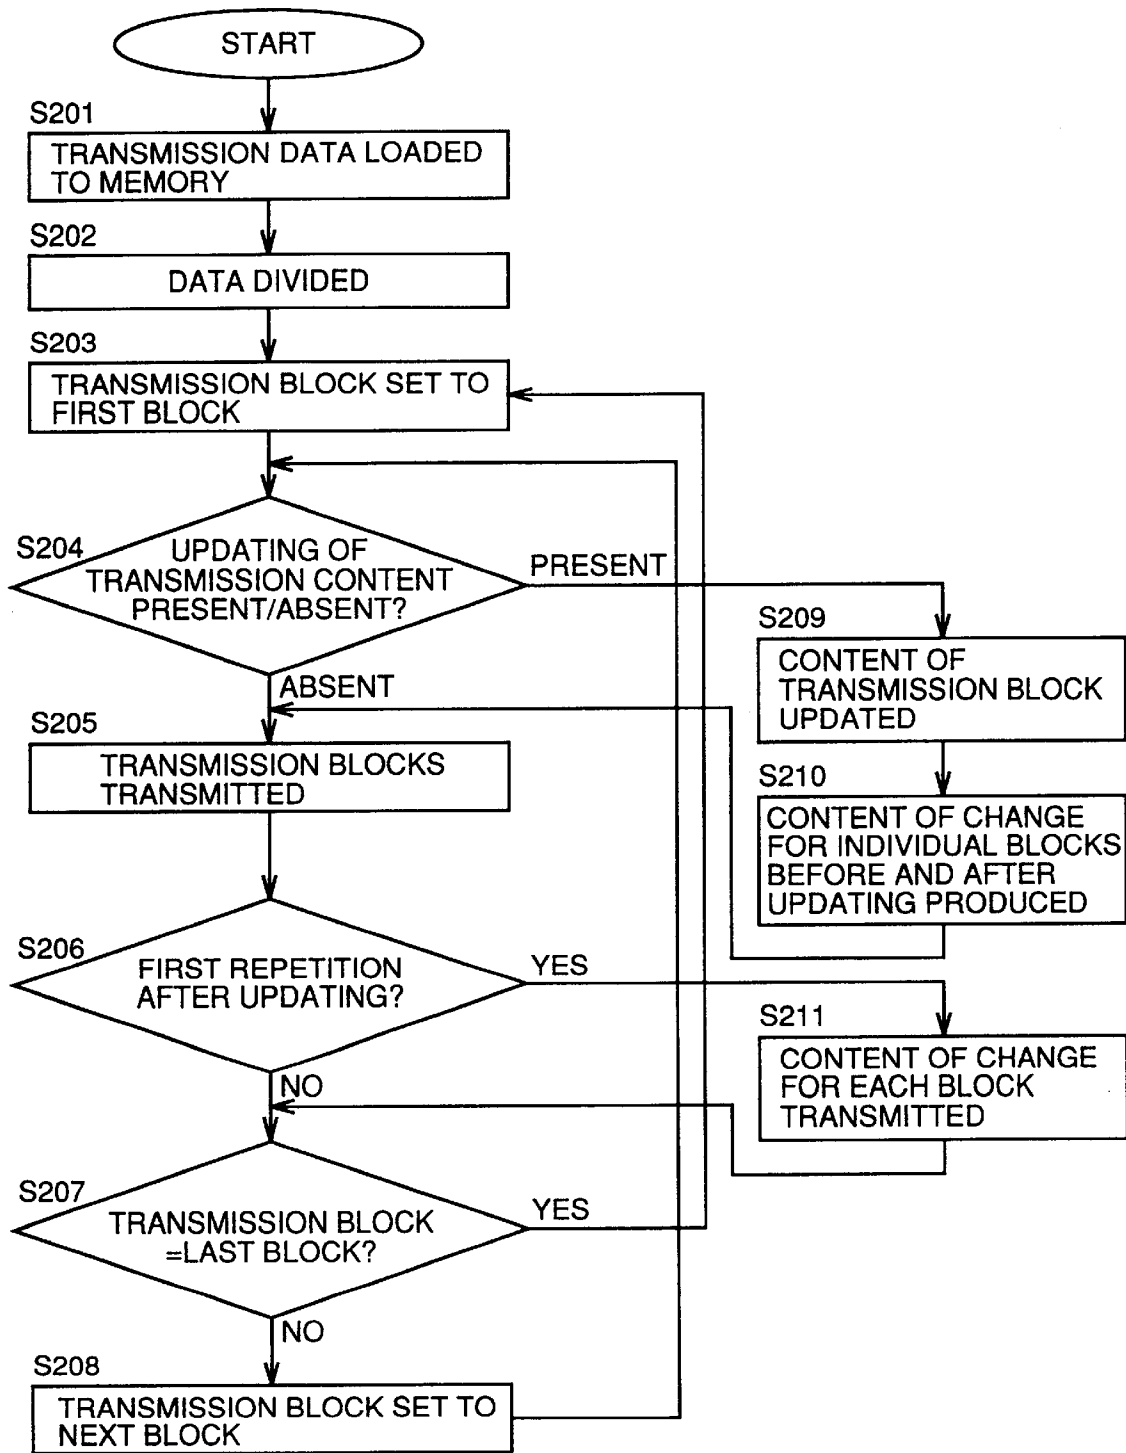 START
S201
TRANSMISSION DATA LOADED
TO MEMORY
S202
DATA DIVIDED
S203
TRANSMISSION BLOCK SET TO
FIRST BLOCK
S204
UPDATING OF
TRANSMISSION CONTENT
PRESENT/ABSENT?
PRESENT
ABSENT
S209
CONTENT OF
TRANSMISSION BLOCK
UPDATED
S205
TRANSMISSION BLOCKS
TRANSMITTED
S210
CONTENT OF CHANGE
FOR INDIVIDUAL BLOCKS
BEFORE AND AFTER
UPDATING PRODUCED
S206
FIRST REPETITION
AFTER UPDATING?
YES
NO
S211
CONTENT OF CHANGE
FOR EACH BLOCK
TRANSMITTED
S207
TRANSMISSION BLOCK
=LAST BLOCK?
YES
NO
S208
TRANSMISSION BLOCK SET TO
NEXT BLOCK